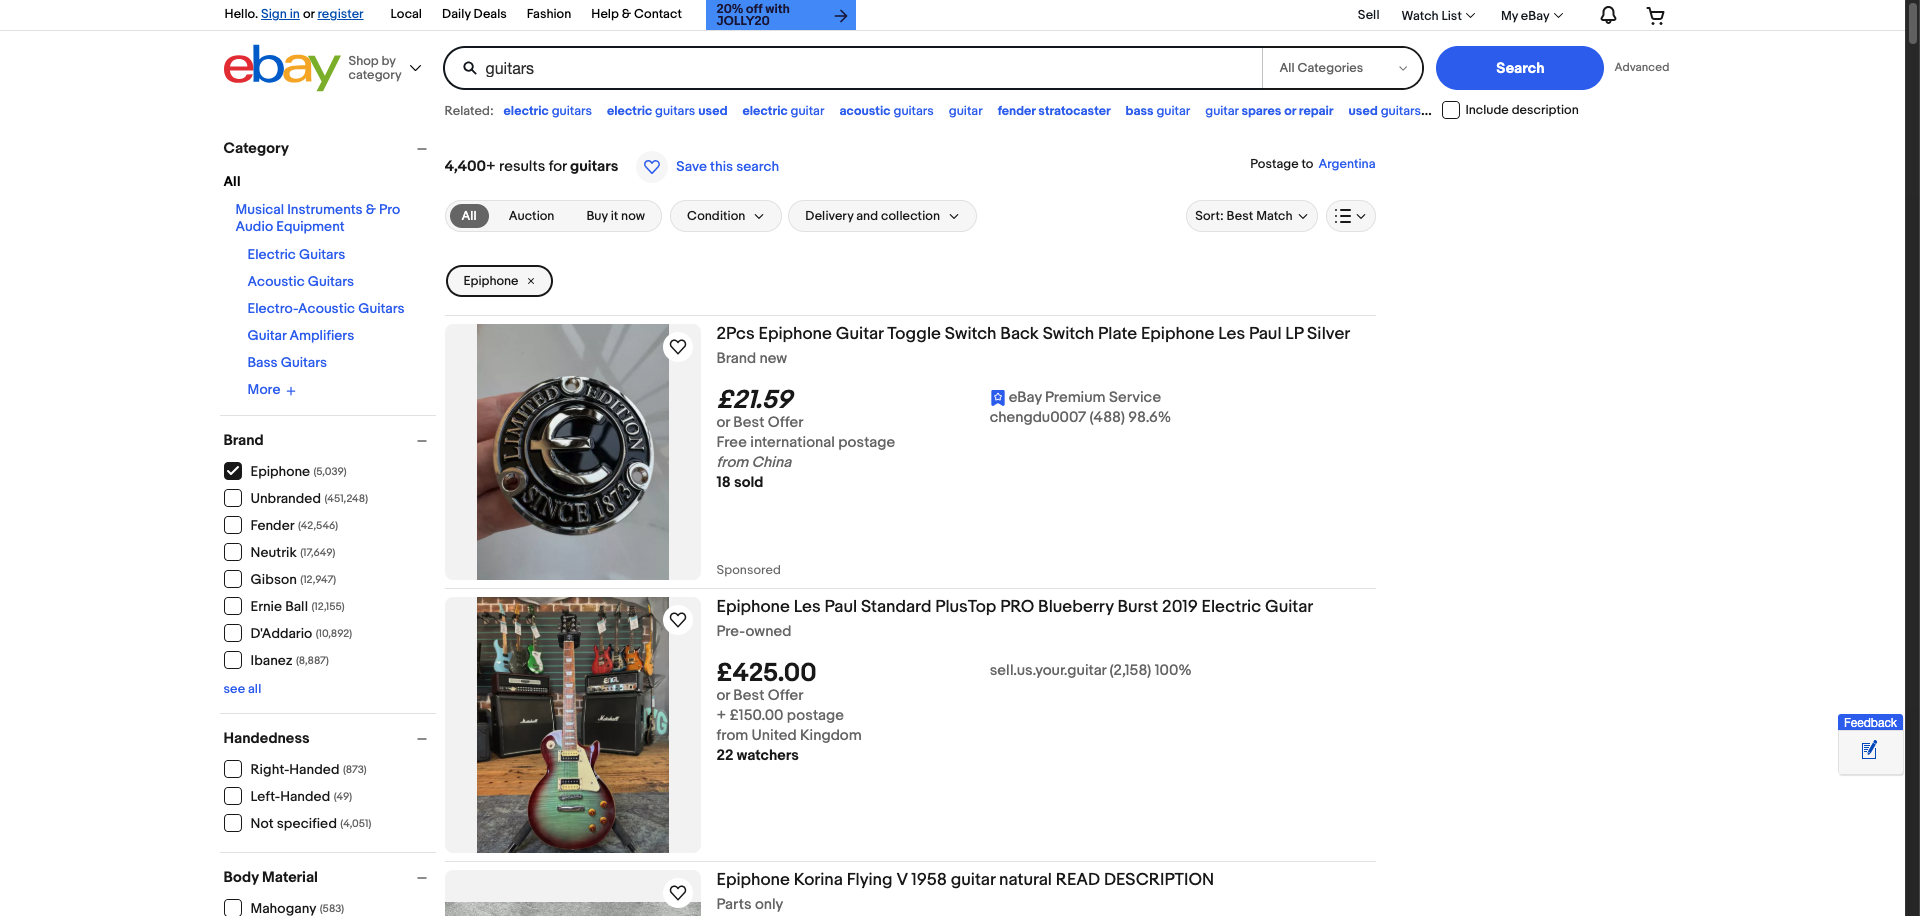 Hello. Sign in or register
Local
Daily Deals
Fashion
Help & Contact
20% off with
JOLLY20
Sell
Watch List
My eBay
ebay
Shop by
category
guitars
All Categories
Search
Advanced
Related: electric guitars electric guitars used electric guitar acoustic guitars guitar fender stratocaster bass guitar guitar spares or repair used guitars...
Include description
Category
All
Musical Instruments & Pro
Audio Equipment
Electric Guitars
Acoustic Guitars
Electro-Acoustic Guitars
Guitar Amplifiers
Bass Guitars
More +
Brand
Epiphone (5,039)
Unbranded (451,248)
Fender (42,546)
Neutrik (17,649)
Gibson (12,947)
Ernie Ball (12,155)
D'Addario (10,892)
Ibanez (8,887)
see all
Handedness
Right-Handed (873)
Left-Handed (49)
Not specified (4,051)
Body Material
Mahogany (583)
4,400+ results for guitars
Save this search
Postage to Argentina
All
Auction
Buy it now
Condition
Delivery and collection
Sort: Best Match
Epiphone
LIMITED EDITION
SINCE 1873
2Pcs Epiphone Guitar Toggle Switch Back Switch Plate Epiphone Les Paul LP Silver
Brand new
£21.59
or Best Offer
Free international postage
from China
18 sold
eBay Premium Service
chengdu0007 (488) 98.6%
Sponsored
ENGL
Marshall
Marshall
Epiphone Les Paul Standard PlusTop PRO Blueberry Burst 2019 Electric Guitar
Pre-owned
£425.00
or Best Offer
+ £150.00 postage
from United Kingdom
22 watchers
sell.us.your.guitar (2,158) 100%
Epiphone Korina Flying V 1958 guitar natural READ DESCRIPTION
Parts only
Feedback